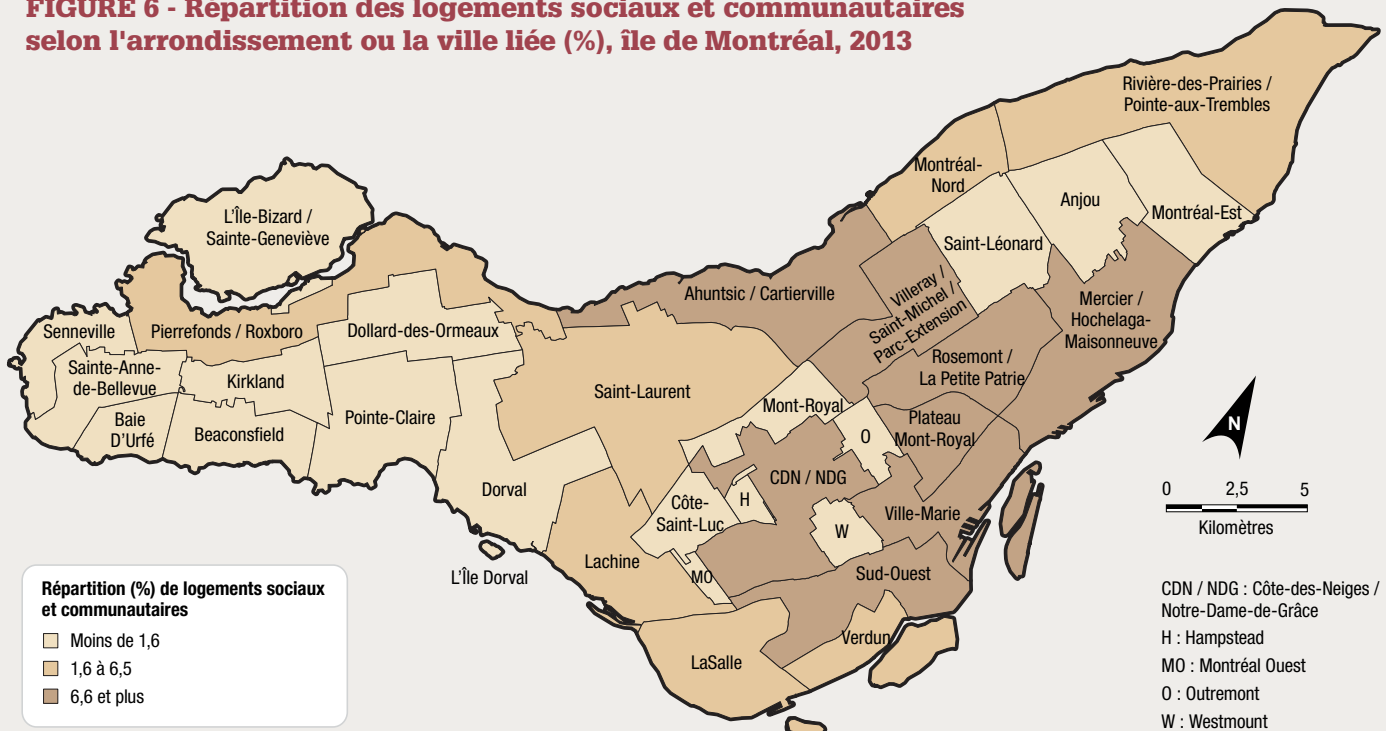 FIGURE 6 - Répartition des logements sociaux et communautaires
selon l'arrondissement ou la ville liée (%), île de Montréal, 2013
Rivière-des-Prairies /
Pointe-aux-Trembles
Montréal-
Nord
Anjou
Montréal-Est
Saint-Léonard
L'Île-Bizard /
Sainte-Geneviève
Ahuntsic / Cartierville
Villeray /
Saint-Michel /
Parc-Extension
Mercier /
Hochelaga-
Maisonneuve
Senneville
Pierrefonds / Roxboro
Dollard-des-Ormeaux
Rosemont /
La Petite Patrie
Sainte-Anne-
de-Bellevue
Kirkland
Saint-Laurent
Mont-Royal
Baie
D'Urfé
Beaconsfield
Pointe-Claire
O
Plateau
Mont-Royal
N
CDN / NDG
Dorval
Côte-
Saint-Luc
H
W
Ville-Marie
0 2,5 5
Kilomètres
L'Île Dorval
Lachine
MO
Sud-Ouest
Verdun
LaSalle
Répartition (%) de logements sociaux
et communautaires
Moins de 1,6
1,6 à 6,5
6,6 et plus
CDN / NDG : Côte-des-Neiges /
Notre-Dame-de-Grâce
H : Hampstead
MO : Montréal Ouest
O : Outremont
W : Westmount